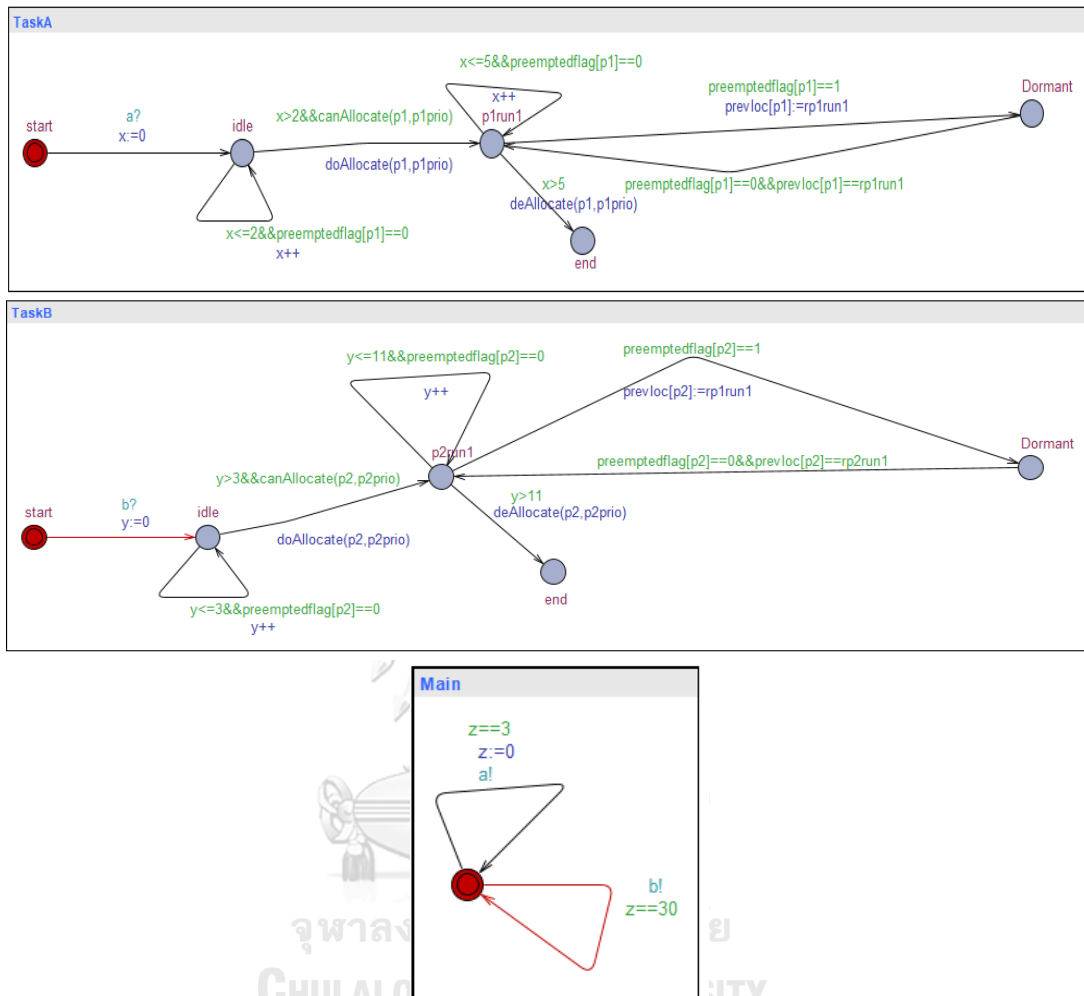 TaskA
x<=5&&preemptedflag[p1]==0
x++
p1run1
preemptedflag[p1]==1
prevloc[p1]:=rp1run1
Dormant
start
a?
x:=0
idle
x>2&&canAllocate(p1,p1prio)
doAllocate(p1,p1prio)
preemptedflag[p1]==0&&prevloc[p1]==rp1run1
x>5
deAllocate(p1,p1prio)
x<=2&&preemptedflag[p1]==0
x++
end
TaskB
y<=11&&preemptedflag[p2]==0
y++
preemptedflag[p2]==1
prevloc[p2]:=rp1run1
p2run1
Dormant
preemptedflag[p2]==0&&prevloc[p2]==rp2run1
y>3&&canAllocate(p2,p2prio)
start
b?
y:=0
idle
y>11
deAllocate(p2,p2prio)
doAllocate(p2,p2prio)
end
y<=3&&preemptedflag[p2]==0
y++
Main
z==3
z:=0
a!
b!
z==30